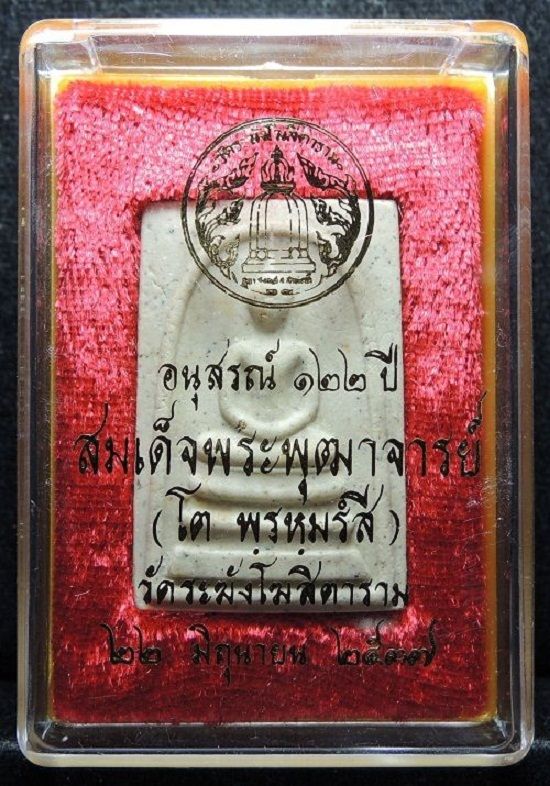 อนุสรณ์ ๑๒๒ ปี
สมเด็จพระพุฒาจารย์
(โต พฺรหฺมรํสี)
วัดระฆังโฆสิตาราม
๒๒ มิถุนายน ๒๕๓๗